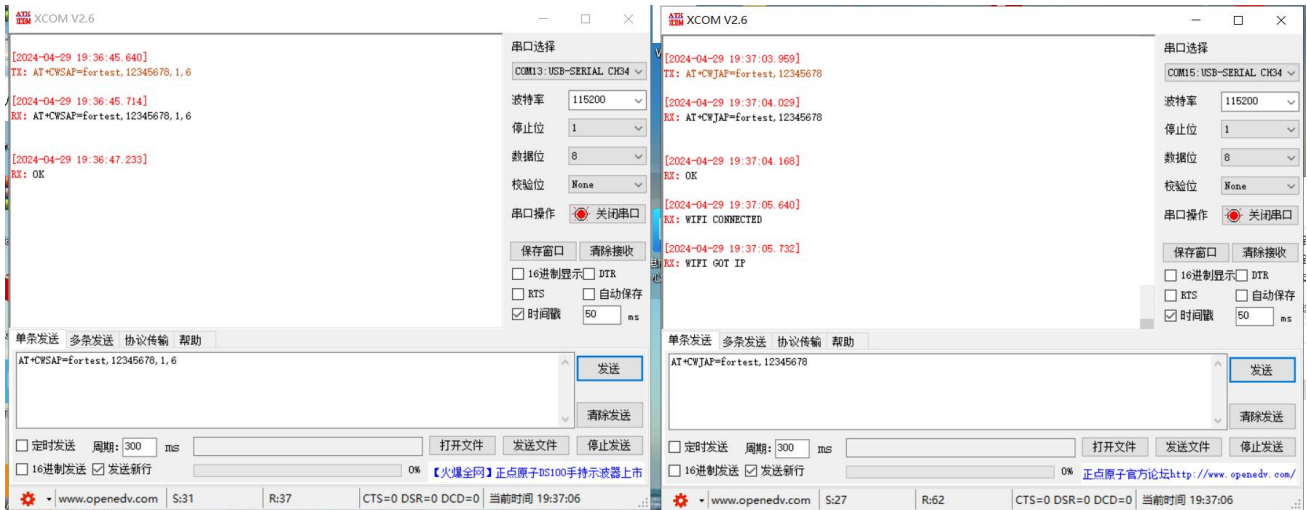 XCOM V2.6
[2024-04-29 19:36:45.640]
TX: AT+CWSAP=fortest,12345678,1,6
[2024-04-29 19:36:45.714]
RX: AT+CWSAP=fortest,12345678,1,6
[2024-04-29 19:36:47.233]
RX: OK
串口选择
COM13:USB-SERIAL CH34
波特率 115200
停止位 1
数据位 8
校验位 None
串口操作 关闭串口
保存窗口 清除接收
16进制显示 DTR
RTS 自动保存
时间戳 50 ms
单条发送 多条发送 协议传输 帮助
AT+CWSAP=fortest,12345678,1,6
发送
清除发送
定时发送 周期: 300 ms 打开文件 发送文件 停止发送
16进制发送 发送新行 0% 【火爆全网】正点原子DS100手持示波器上市
www.openedv.com S:31 R:37 CTS=0 DSR=0 DCD=0 当前时间 19:37:06
XCOM V2.6
[2024-04-29 19:37:03.959]
TX: AT+CWJAP=fortest,12345678
[2024-04-29 19:37:04.029]
RX: AT+CWJAP=fortest,12345678
[2024-04-29 19:37:04.168]
RX: OK
[2024-04-29 19:37:05.640]
RX: WIFI CONNECTED
[2024-04-29 19:37:05.732]
RX: WIFI GOT IP
串口选择
COM15:USB-SERIAL CH34
波特率 115200
停止位 1
数据位 8
校验位 None
串口操作 关闭串口
保存窗口 清除接收
16进制显示 DTR
RTS 自动保存
时间戳 50 ms
单条发送 多条发送 协议传输 帮助
AT+CWJAP=fortest,12345678
发送
清除发送
定时发送 周期: 300 ms 打开文件 发送文件 停止发送
16进制发送 发送新行 0% 正点原子官方论坛http://www.openedv.com/
www.openedv.com S:27 R:62 CTS=0 DSR=0 DCD=0 当前时间 19:37:06